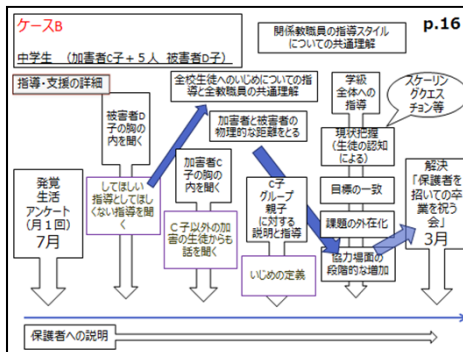 ケースB
中学生 （加害者C子＋５人 被害者D子）
関係教職員の指導スタイル
についての共通理解
p.16
指導・支援の詳細
全校生徒へのいじめについての指
導と全教職員の共通理解
学級
全体への
指導
スケーリン
グクエス
チョン等
被害者D
子の胸の
内を聞く
加害者と被害者の
物理的な距離をとる
現状把握
（生徒の認知
による）
加害者C
子の胸の
内を聞く
C子
グループ
親子
に対する
説明と指導
解決
「保護者を
招いての卒
業を祝う
会」
3月
発覚
生活
アンケート
（月１回）
7月
してほしい
指導としてほ
しくない指導を聞
く
目標の一致
課題の外在化
C子以外の加
害の生徒からも
話を聞く
いじめの定義
協力場面の
段階的な増加
保護者への説明